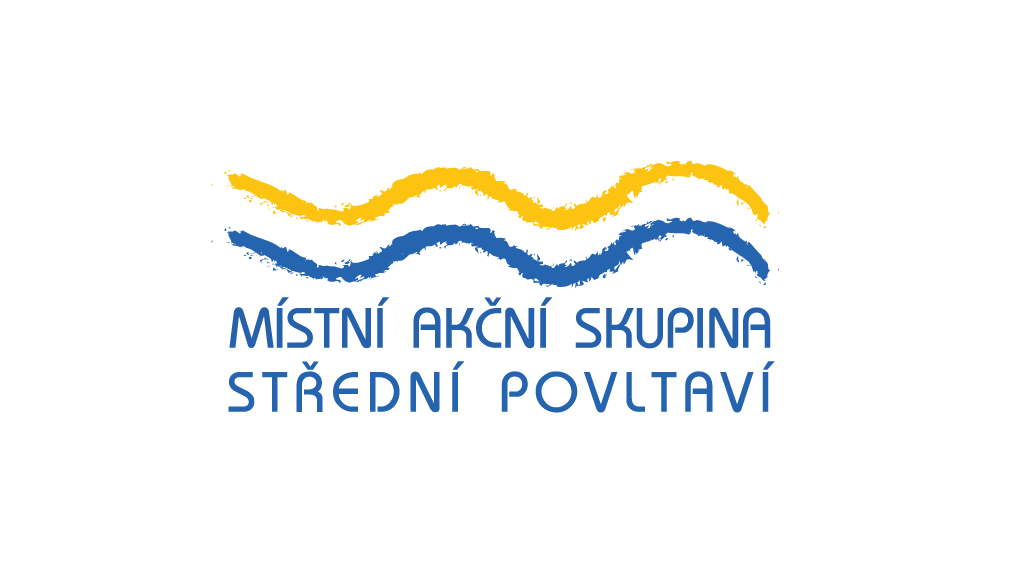 MÍSTNÍ AKČNÍ SKUPINA
STŘEDNÍ POVLTAVÍ